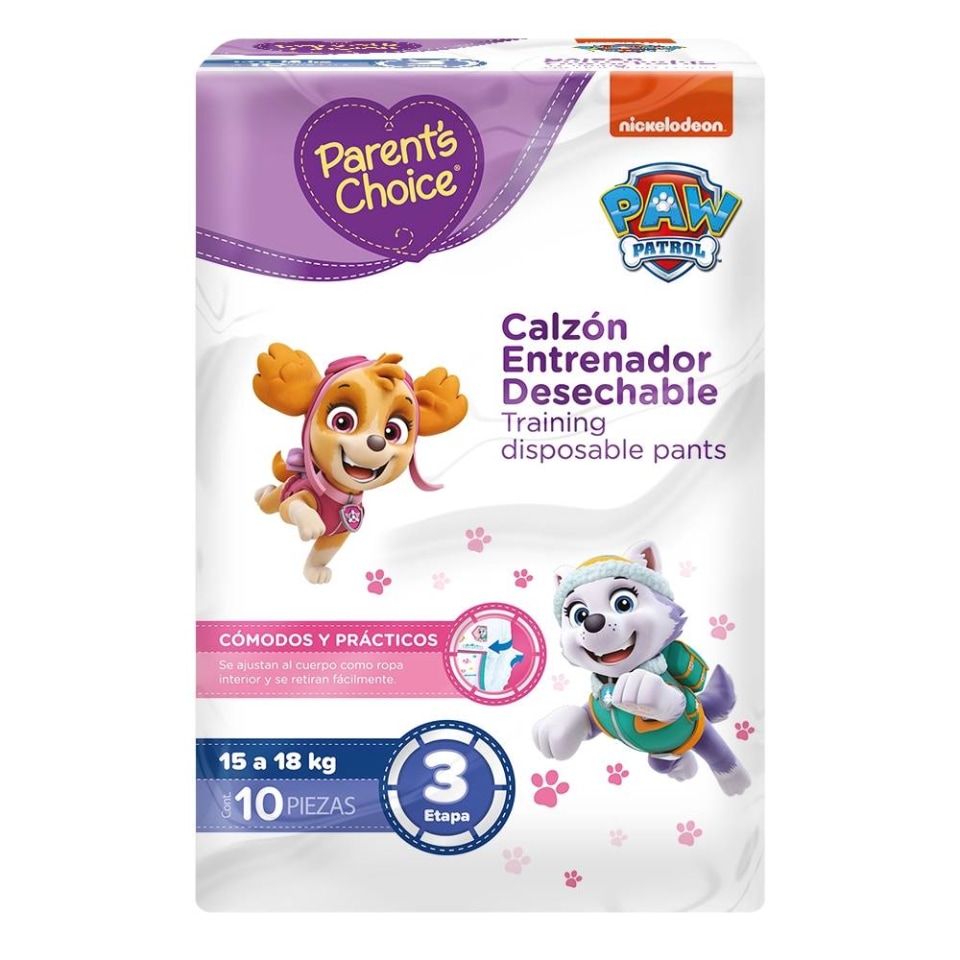 Parent's
Choice®
nickelodeon
PAW
PATROL
Calzón
Entrenador
Desechable
Training
disposable pants
CÓMODOS Y PRÁCTICOS
Se ajustan al cuerpo como ropa
interior y se retiran fácilmente.
15 a 18 kg
Cont. 10 PIEZAS
3
Etapa